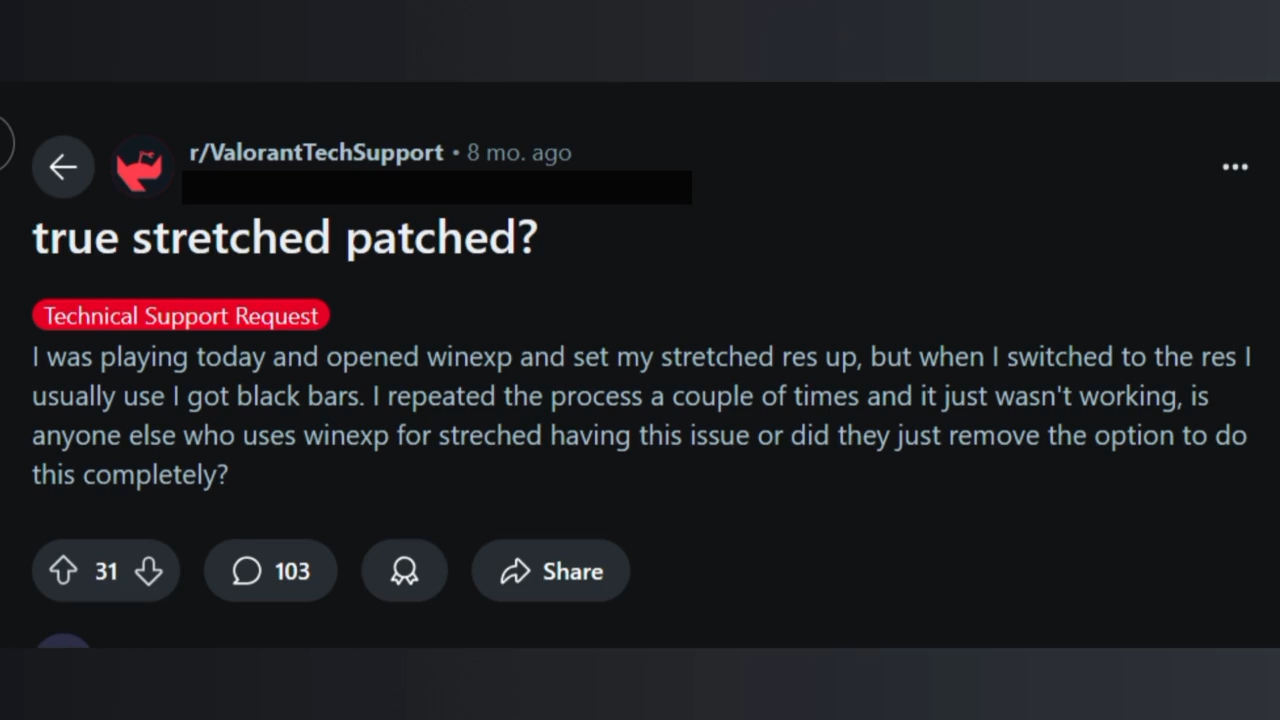 r/ValorantTechSupport • 8 mo. ago
true stretched patched?
Technical Support Request
I was playing today and opened winexp and set my stretched res up, but when I switched to the res I
usually use I got black bars. I repeated the process a couple of times and it just wasn't working, is
anyone else who uses winexp for streched having this issue or did they just remove the option to do
this completely?
31
103
Share